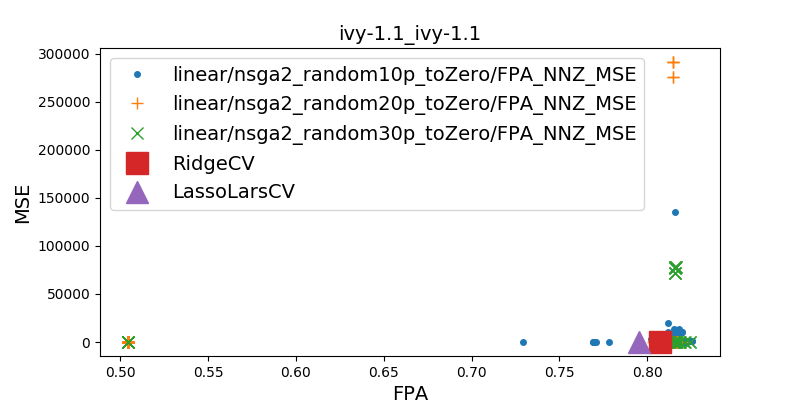 ivy-1.1_ivy-1.1
300000
250000
200000
150000
100000
50000
0
MSE
linear/nsga2_random10p_toZero/FPA_NNZ_MSE
linear/nsga2_random20p_toZero/FPA_NNZ_MSE
linear/nsga2_random30p_toZero/FPA_NNZ_MSE
RidgeCV
LassoLarsCV
0.50 0.55 0.60 0.65 0.70 0.75 0.80
FPA